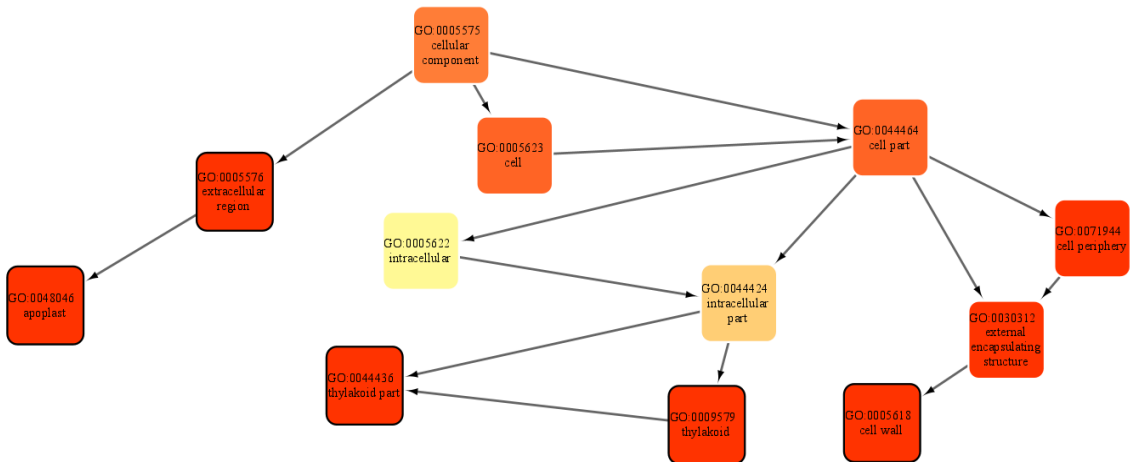 GO:0005575
cellular
component
GO:0044464
cell part
GO:0005623
cell
GO:0005576
extracellular
region
GO:0071944
cell periphery
GO:0005622
intracellular
GO:0048046
apoplast
GO:0044424
intracellular
part
GO:0030312
external
encapsulating
structure
GO:0044436
thylakoid part
GO:0009579
thylakoid
GO:0005618
cell wall